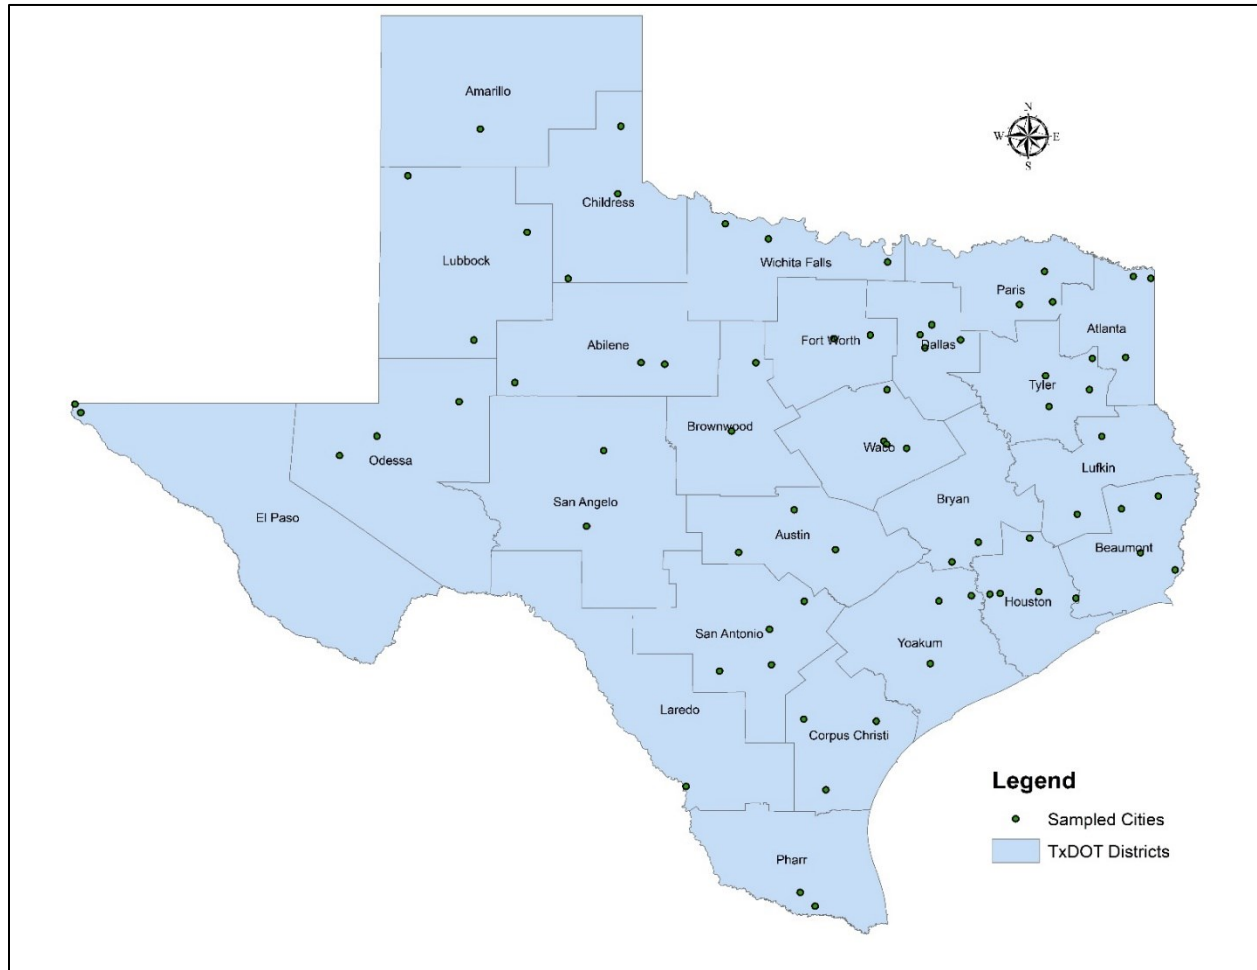 Amarillo
N
W E
S
Childress
Lubbock
Wichita Falls
Paris
Atlanta
Abilene
Fort Worth
Dallas
Tyler
Brownwood
Waco
Odessa
Lufkin
San Angelo
Bryan
El Paso
Austin
Beaumont
Houston
San Antonio
Yoakum
Laredo
Corpus Christi
Legend
Sampled Cities
TxDOT Districts
Pharr